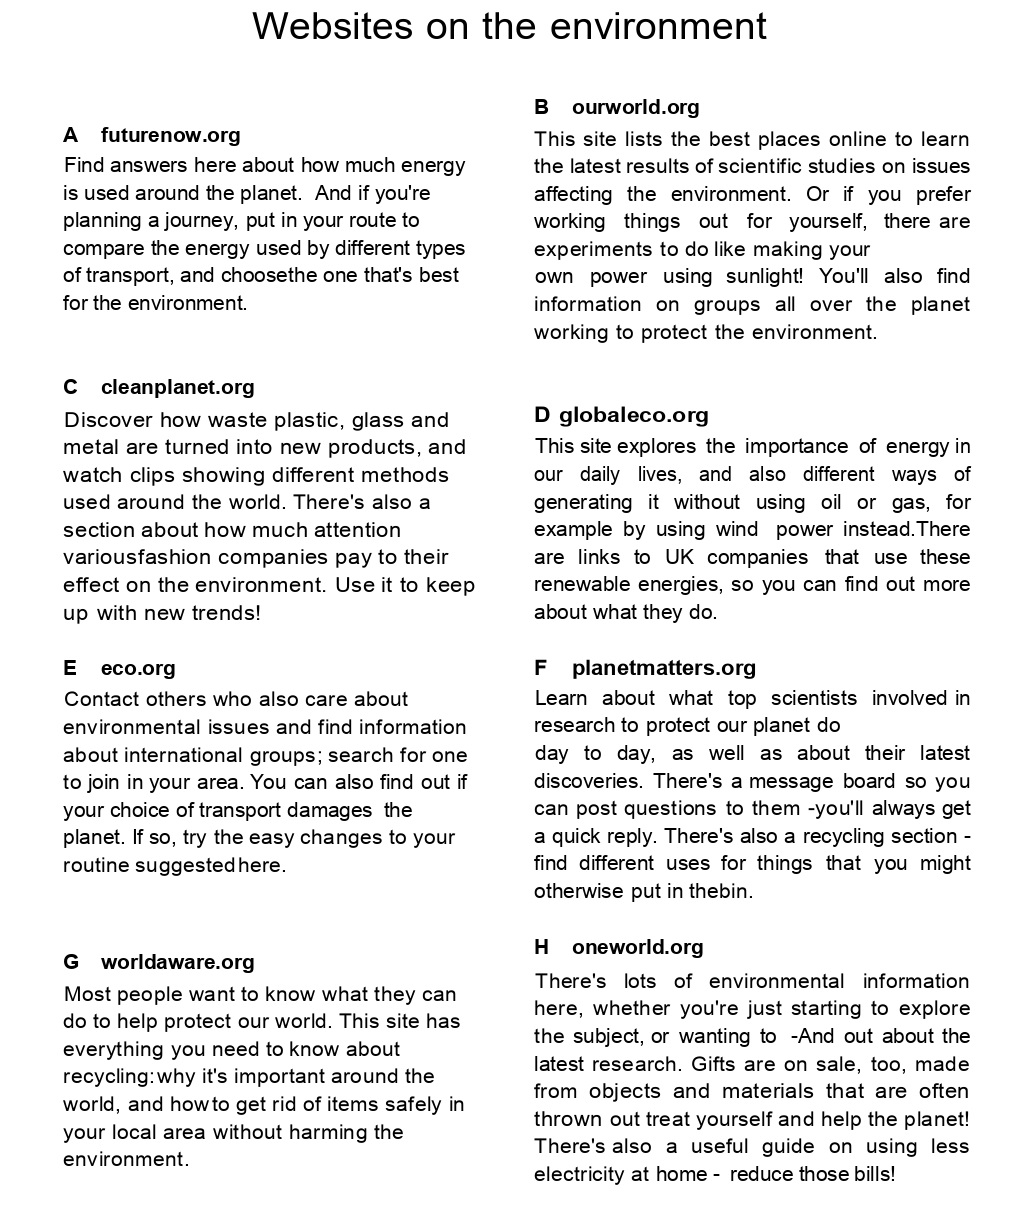 Websites on the environment
A futurenow.org
Find answers here about how much energy
is used around the planet. And if you're
planning a journey, put in your route to
compare the energy used by different types
of transport, and choosethe one that's best
for the environment.
B ourworld.org
This site lists the best places online to learn
the latest results of scientific studies on issues
affecting the environment. Or if you prefer
working things out for yourself, there are
experiments to do like making your
own power using sunlight! You'll also find
information on groups all over the planet
working to protect the environment.
C cleanplanet.org
Discover how waste plastic, glass and
metal are turned into new products, and
watch clips showing different methods
used around the world. There's also a
section about how much attention
variousfashion companies pay to their
effect on the environment. Use it to keep
up with new trends!
D globaleco.org
This site explores the importance of energy in
our daily lives, and also different ways of
generating it without using oil or gas, for
example by using wind power instead.There
are links to UK companies that use these
renewable energies, so you can find out more
about what they do.
E eco.org
Contact others who also care about
environmental issues and find information
about international groups; search for one
to join in your area. You can also find out if
your choice of transport damages the
planet. If so, try the easy changes to your
routine suggested here.
F planetmatters.org
Learn about what top scientists involved in
research to protect our planet do
day to day, as well as about their latest
discoveries. There's a message board so you
can post questions to them -you'll always get
a quick reply. There's also a recycling section -
find different uses for things that you might
otherwise put in thebin.
G worldaware.org
Most people want to know what they can
do to help protect our world. This site has
everything you need to know about
recycling: why it's important around the
world, and how to get rid of items safely in
your local area without harming the
environment.
H oneworld.org
There's lots of environmental information
here, whether you're just starting to explore
the subject, or wanting to -And out about the
latest research. Gifts are on sale, too, made
from objects and materials that are often
thrown out treat yourself and help the planet!
There's also a useful guide on using less
electricity at home - reduce those bills!